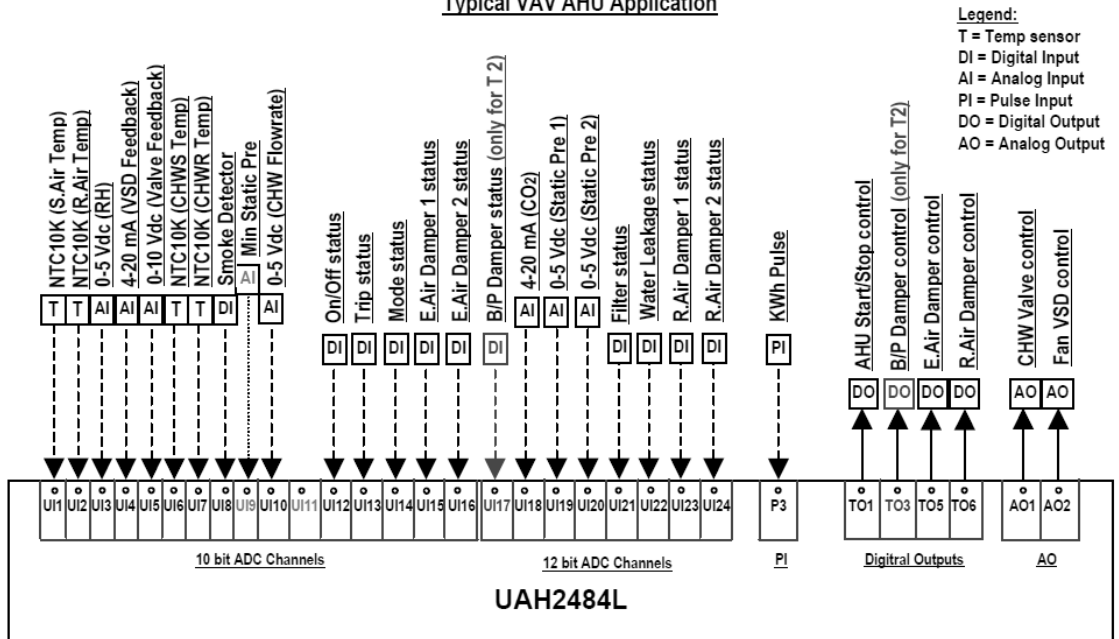 Typical VAV AHU Application
Legend:
T = Temp sensor
DI = Digital Input
AI = Analog Input
PI = Pulse Input
DO = Digital Output
AO = Analog Output
NTC10K (S.Air Temp)
NTC10K (R.Air Temp)
0-5 Vdc (RH)
4-20 mA (VSD Feedback)
0-10 Vdc (Valve Feedback)
NTC10K (CHWS Temp)
NTC10K (CHWR Temp)
Smoke Detector
Min Static Pre
0-5 Vdc (CHW Flowrate)
On/Off status
Trip status
Mode status
E.Air Damper 1 status
E.Air Damper 2 status
B/P Damper status (only for T 2)
4-20 mA (CO2)
0-5 Vdc (Static Pre 1)
0-5 Vdc (Static Pre 2)
Filter status
Water Leakage status
R.Air Damper 1 status
R.Air Damper 2 status
KWh Pulse
AHU Start/Stop control
B/P Damper control (only for T2)
E.Air Damper control
R.Air Damper control
CHW Valve control
Fan VSD control
T T AI AI AI T T DI AI AI
DI DI DI DI DI DI AI AI AI DI DI DI DI
PI
DO DO DO DO
AO AO
UI1 UI2 UI3 UI4 UI5 UI6 UI7 UI8 UI9 UI10 UI11 UI12 UI13 UI14 UI15 UI16 UI17 UI18 UI19 UI20 UI21 UI22 UI23 UI24
P3
TO1 TO3 TO5 TO6
AO1 AO2
10 bit ADC Channels
12 bit ADC Channels
PI
Digitral Outputs
AO
UAH2484L